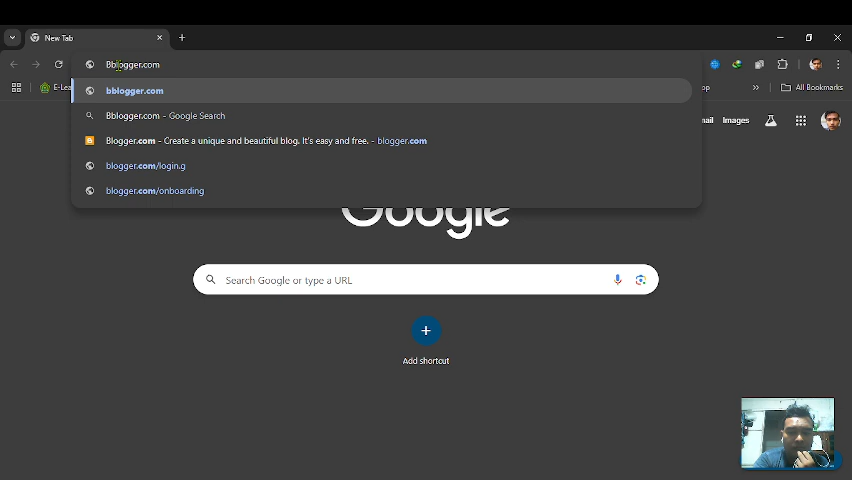 New Tab
Bblogger.com
E-Lea
op
All Bookmarks
bblogger.com
Bblogger.com - Google Search
Blogger.com - Create a unique and beautiful blog. It's easy and free. - blogger.com
blogger.com/login.g
blogger.com/onboarding
mail Images
Google
Search Google or type a URL
Add shortcut